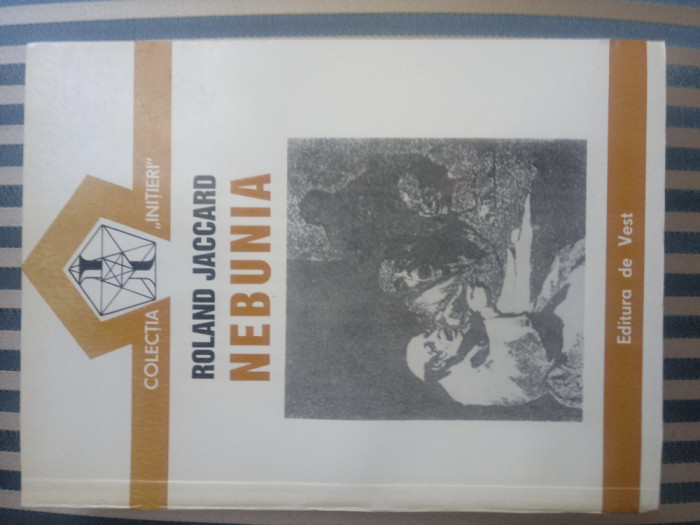 COLECȚIA „INIȚIERI”
ROLAND JACCARD
NEBUNIA
Editura de Vest